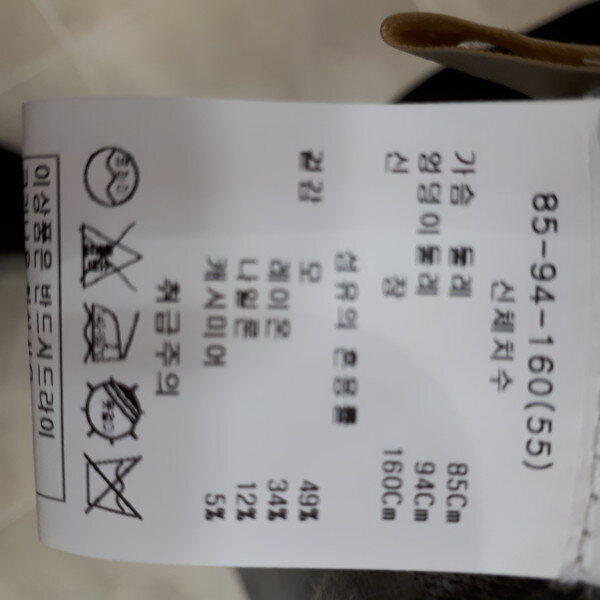 85-94-160(55)
신체치수
가슴 둘레 85Cm
엉덩이둘레 94Cm
신 장 160Cm
섬유의 혼용률
겉감 모 49%
레이온 34%
나일론 12%
캐시미어 5%
취급주의
이상품은 반드시드라이